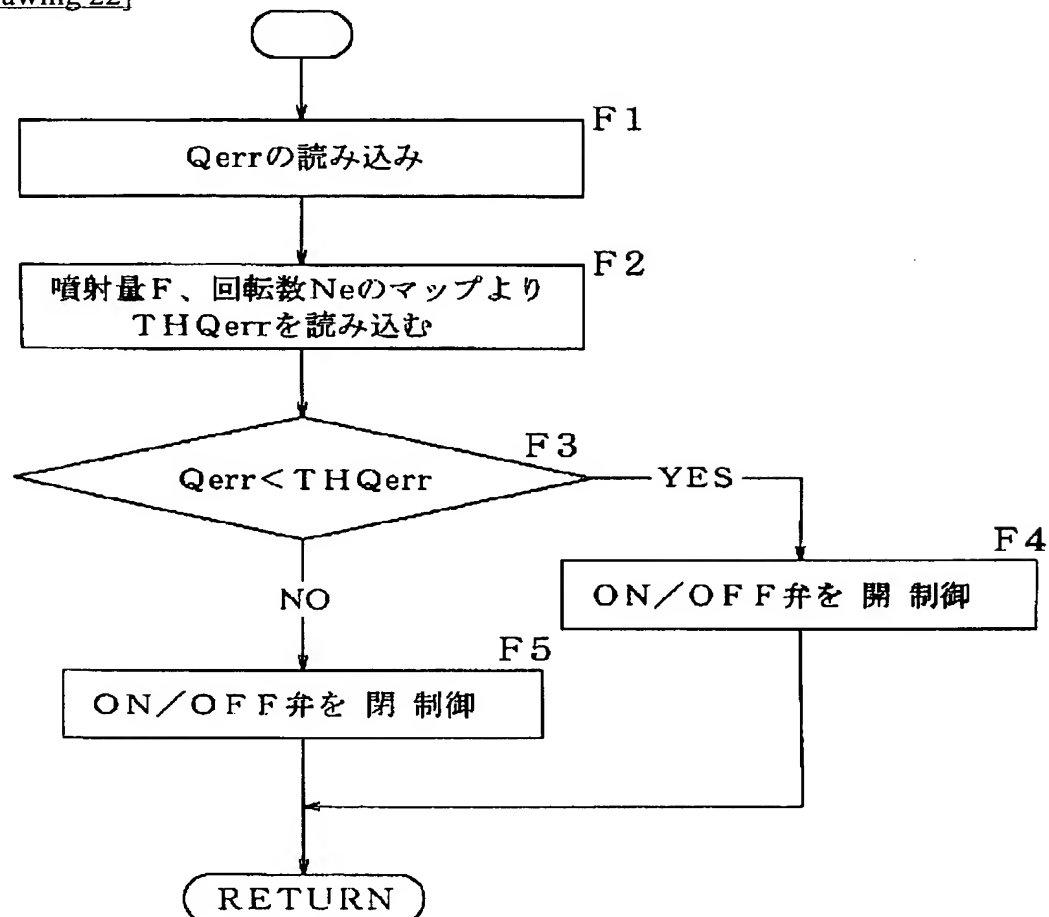 F1
Qerrの読み込み
F2
噴射量F、回転数Neのマップより
THQerrを読み込む
F3
Qerr<THQerr
YES
F4
ON/OFF弁を 開 制御
NO
F5
ON/OFF弁を 閉 制御
RETURN